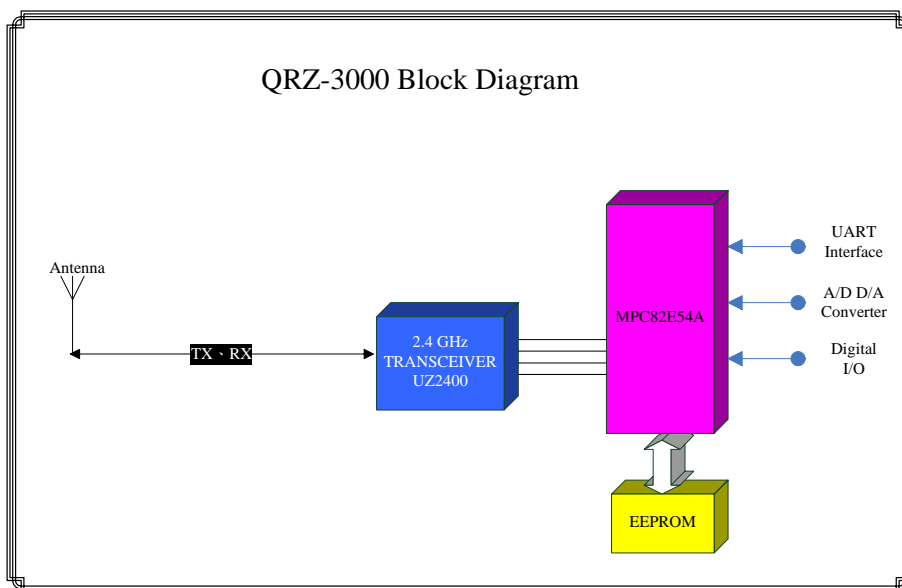 QRZ-3000 Block Diagram
Antenna
TX、RX
2.4 GHz
TRANSCEIVER
UZ2400
MPC82E54A
UART
Interface
A/D D/A
Converter
Digital
I/O
EEPROM